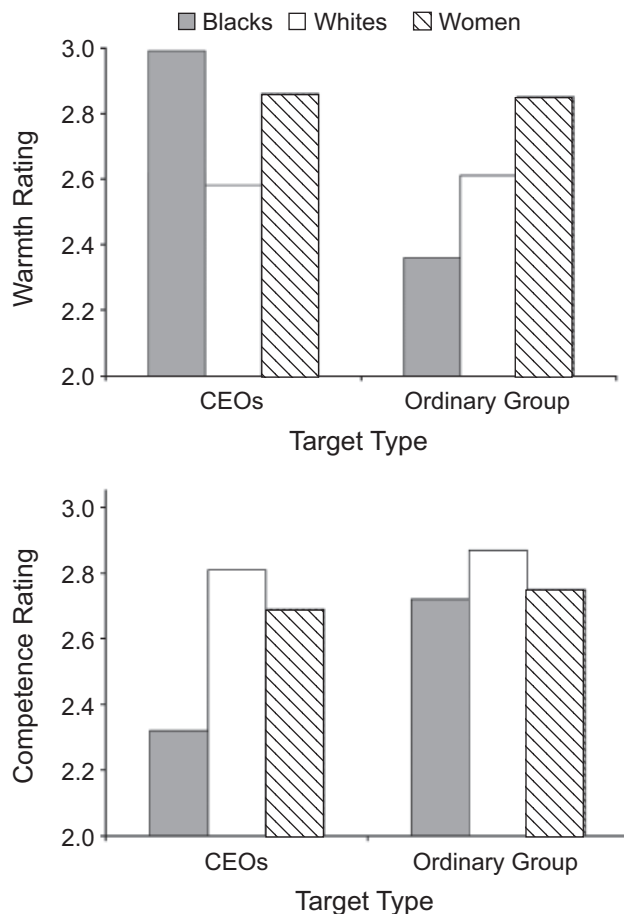 Blacks Whites Women
Warmth Rating
3.0
2.8
2.6
2.4
2.2
2.0
CEOs Ordinary Group
Target Type
Competence Rating
3.0
2.8
2.6
2.4
2.2
2.0
CEOs Ordinary Group
Target Type